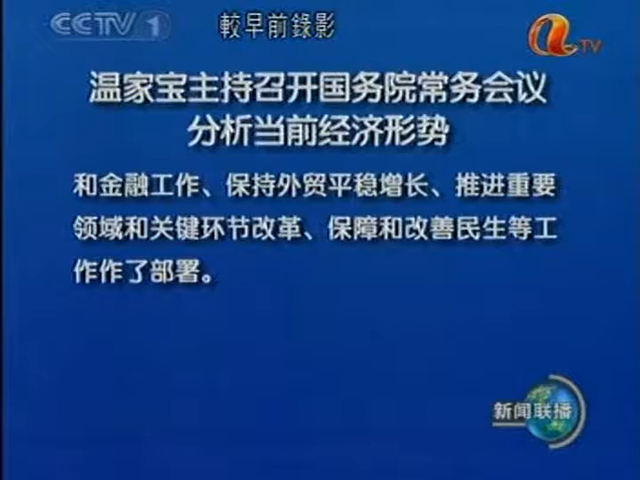 CCTV 1
較早前錄影
a TV
温家宝主持召开国务院常务会议
分析当前经济形势
和金融工作、保持外贸平稳增长、推进重要
领域和关键环节改革、保障和改善民生等工
作作了部署。
新闻联播